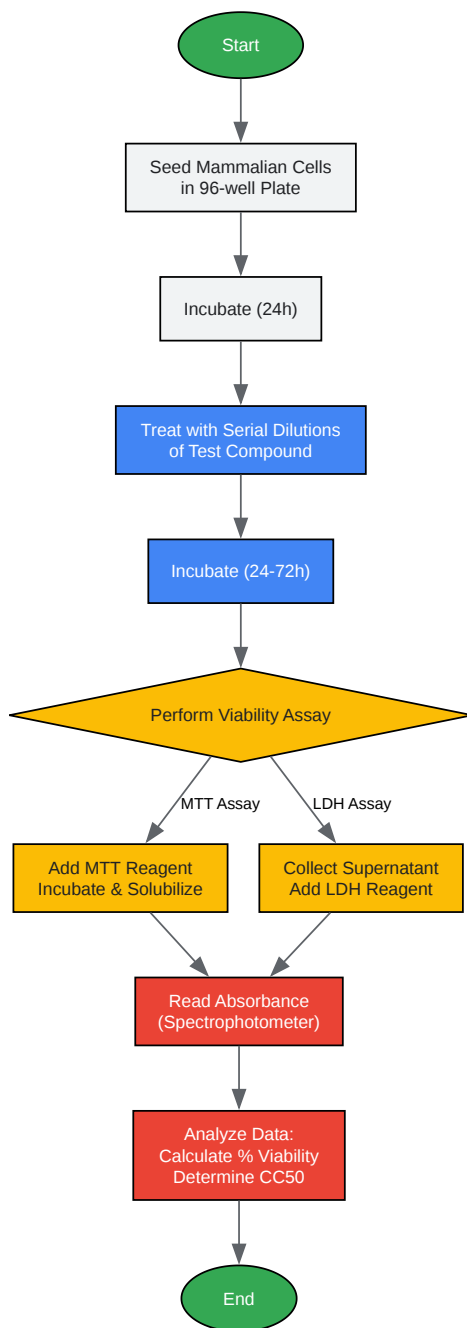 Start
Seed Mammalian Cells
in 96-well Plate
Incubate (24h)
Treat with Serial Dilutions
of Test Compound
Incubate (24-72h)
Perform Viability Assay
MTT Assay
LDH Assay
Add MTT Reagent
Incubate & Solubilize
Collect Supernatant
Add LDH Reagent
Read Absorbance
(Spectrophotometer)
Analyze Data:
Calculate % Viability
Determine CC50
End